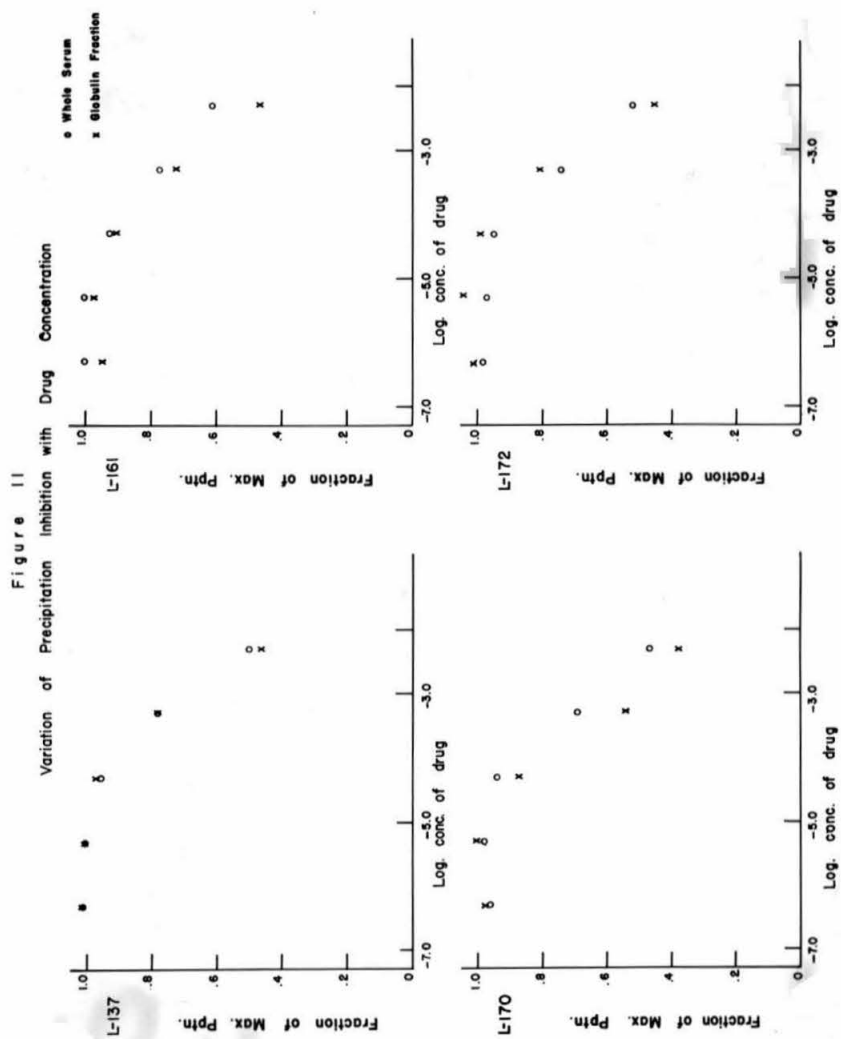 Figure 11
Variation of Precipitation Inhibition with Drug Concentration
o Whole Serum
x Globulin Fraction
L-137
Fraction of Max. Pptn.
1.0
.8
.6
.4
.2
0
-7.0
-5.0
-3.0
Log. conc. of drug
L-161
Fraction of Max. Pptn.
1.0
.8
.6
.4
.2
0
-7.0
-5.0
-3.0
Log. conc. of drug
L-170
Fraction of Max. Pptn.
1.0
.8
.6
.4
.2
0
-7.0
-5.0
-3.0
Log. conc. of drug
L-172
Fraction of Max. Pptn.
1.0
.8
.6
.4
.2
0
-7.0
-5.0
-3.0
Log. conc. of drug